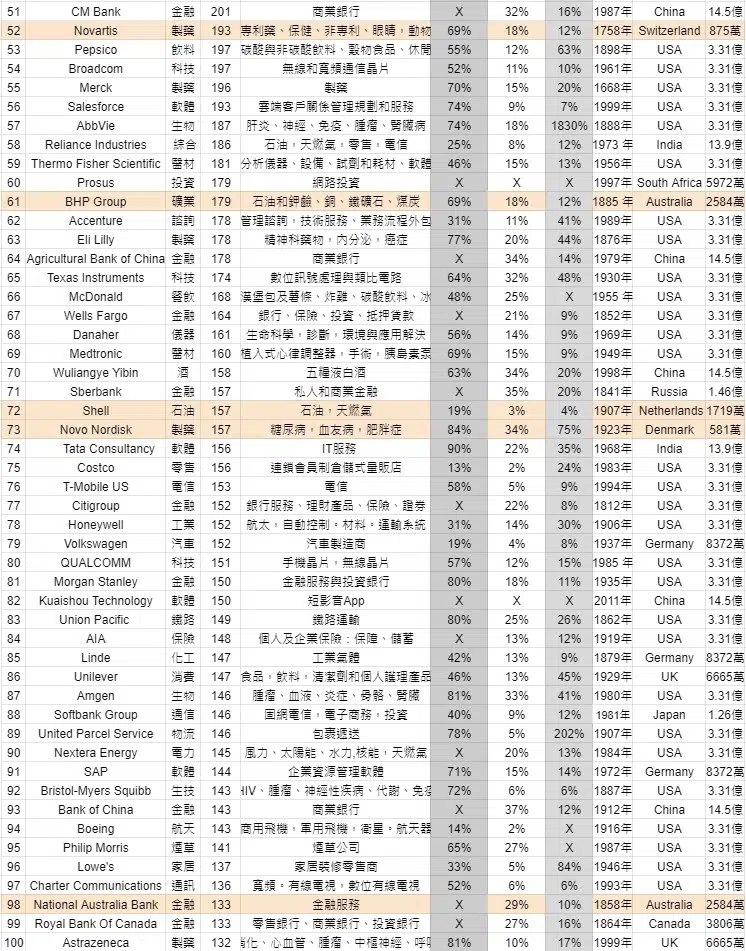 51 CM Bank 金融 201 商業銀行 X 32% 16% 1987年 China 14.5億
52 Novartis 製藥 193 專利藥、保健、非專利、眼睛，動物 69% 18% 12% 1758年 Switzerland 875萬
53 Pepsico 飲料 197 碳酸與非碳酸飲料、穀物食品、休閒 55% 12% 63% 1898年 USA 3.31億
54 Broadcom 科技 197 無線和寬頻通信晶片 52% 11% 10% 1961年 USA 3.31億
55 Merck 製藥 196 製藥 70% 15% 20% 1668年 USA 3.31億
56 Salesforce 軟體 193 雲端客戶關係管理規劃和服務 74% 9% 7% 1999年 USA 3.31億
57 AbbVie 生物 187 肝炎、神經、免疫、腫瘤、腎臟病 74% 18% 1830% 1888年 USA 3.31億
58 Reliance Industries 綜合 186 石油，天然氣，零售，電信 25% 8% 12% 1973 年 India 13.9億
59 Thermo Fisher Scientific 醫材 181 分析儀器、設備、試劑和耗材、軟體 46% 15% 13% 1956年 USA 3.31億
60 Prosus 投資 179 網路投資 X X X 1997年 South Africa 5972萬
61 BHP Group 礦業 179 石油和鉀鹼、銅、鐵礦石、煤炭 69% 18% 12% 1885 年 Australia 2584萬
62 Accenture 諮詢 178 管理諮詢，技術服務、業務流程外包 31% 11% 41% 1989年 USA 3.31億
63 Eli Lilly 製藥 178 精神科藥物，內分泌，癌症 77% 20% 44% 1876年 USA 3.31億
64 Agricultural Bank of China 金融 178 商業銀行 X 34% 14% 1979年 China 14.5億
65 Texas Instruments 科技 174 數位訊號處理與類比電路 64% 32% 48% 1930年 USA 3.31億
66 McDonald 餐飲 168 漢堡包及薯條、炸雞、碳酸飲料、冰 48% 25% X 1955 年 USA 3.31億
67 Wells Fargo 金融 164 銀行、保險、投資、抵押貸款 X 21% 9% 1852年 USA 3.31億
68 Danaher 儀器 161 生命科學，診斷，環境與應用解決 56% 14% 9% 1969年 USA 3.31億
69 Medtronic 醫材 160 植入式心律調整器，手術，胰島素泵 69% 15% 9% 1949年 USA 3.31億
70 Wuliangye Yibin 酒 158 五糧液白酒 63% 34% 20% 1998年 China 14.5億
71 Sberbank 金融 157 私人和商業金融 X 35% 20% 1841年 Russia 1.46億
72 Shell 石油 157 石油，天燃氣 19% 3% 4% 1907年 Netherlands 1719萬
73 Novo Nordisk 製藥 157 糖尿病，血友病，肥胖症 84% 34% 75% 1923年 Denmark 581萬
74 Tata Consultancy 軟體 156 IT服務 90% 22% 35% 1968年 India 13.9億
75 Costco 零售 156 連鎖會員制倉儲式量販店 13% 2% 24% 1983年 USA 3.31億
76 T-Mobile US 電信 153 電信 58% 5% 9% 1994年 USA 3.31億
77 Citigroup 金融 152 銀行服務、理財產品、保險、證券 X 22% 8% 1812年 USA 3.31億
78 Honeywell 工業 152 航太，自動控制。材料。運輸系統 31% 14% 30% 1906年 USA 3.31億
79 Volkswagen 汽車 152 汽車製造商 19% 4% 8% 1937年 Germany 8372萬
80 QUALCOMM 科技 151 手機晶片，無線晶片 57% 12% 15% 1985 年 USA 3.31億
81 Morgan Stanley 金融 150 金融服務與投資銀行 80% 18% 11% 1935年 USA 3.31億
82 Kuaishou Technology 軟體 150 短影音App X X X 2011年 China 14.5億
83 Union Pacific 鐵路 149 鐵路運輸 80% 25% 26% 1862年 USA 3.31億
84 AIA 保險 148 個人及企業保險：保障、儲蓄 X 13% 12% 1919年 USA 3.31億
85 Linde 化工 147 工業氣體 42% 13% 9% 1879年 Germany 8372萬
86 Unilever 消費 147 食品，飲料，清潔劑和個人護理產品 46% 13% 45% 1929年 UK 6665萬
87 Amgen 生物 146 腫瘤、血液、炎症、骨骼、腎臟 81% 33% 41% 1980年 USA 3.31億
88 Softbank Group 通信 146 固網電信，電子商務，投資 40% 9% 12% 1981年 Japan 1.26億
89 United Parcel Service 物流 146 包裹遞送 78% 5% 202% 1907年 USA 3.31億
90 Nextera Energy 電力 145 風力、太陽能、水力,核能，天燃氣 X 20% 13% 1984年 USA 3.31億
91 SAP 軟體 144 企業資源管理軟體 71% 15% 14% 1972年 Germany 8372萬
92 Bristol-Myers Squibb 生技 143 HIV、腫瘤、神經性疾病、代謝、免疫 72% 6% 6% 1887年 USA 3.31億
93 Bank of China 金融 143 商業銀行 X 37% 12% 1912年 China 14.5億
94 Boeing 航天 143 商用飛機，軍用飛機，衛星。航天器 14% 2% X 1916年 USA 3.31億
95 Philip Morris 煙草 141 煙草公司 65% 27% X 1987年 USA 3.31億
96 Lowe's 家居 137 家居裝修零售商 33% 5% 84% 1946年 USA 3.31億
97 Charter Communications 通訊 136 寬頻。有線電視，數位有線電視 52% 6% 6% 1993年 USA 3.31億
98 National Australia Bank 金融 133 金融服務 X 29% 10% 1858年 Australia 2584萬
99 Royal Bank Of Canada 金融 133 零售銀行、商業銀行、投資銀行 X 27% 16% 1864年 Canada 3806萬
100 Astrazeneca 製藥 132 消化、心血管、腫瘤、中樞神經、呼吸 81% 10% 17% 1999年 UK 6665萬